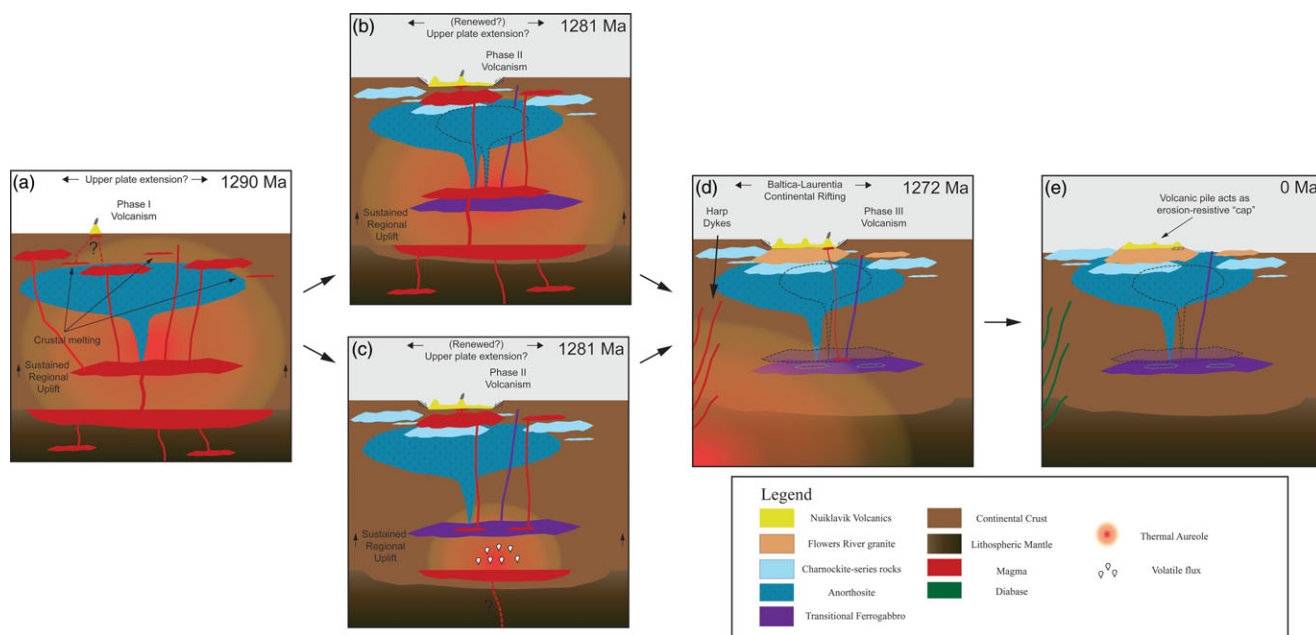 (a)
1290 Ma
Upper plate extension?
Phase I
Volcanism
?
Crustal melting
Sustained
Regional
Uplift
(b)
1281 Ma
(Renewed?)
Upper plate extension?
Phase II
Volcanism
Sustained
Regional
Uplift
(c)
1281 Ma
(Renewed?)
Upper plate extension?
Phase II
Volcanism
Sustained
Regional
Uplift
?
(d)
1272 Ma
Baltica-Laurentia
Continental Rifting
Harp
Dykes
Phase III
Volcanism
(e)
0 Ma
Volcanic pile acts as
erosion-resistive "cap"
Legend
Nuiklavik Volcanics
Flowers River granite
Charnockite-series rocks
Anorthosite
Transitional Ferrogabbro
Continental Crust
Lithospheric Mantle
Magma
Diabase
Thermal Aureole
Volatile flux